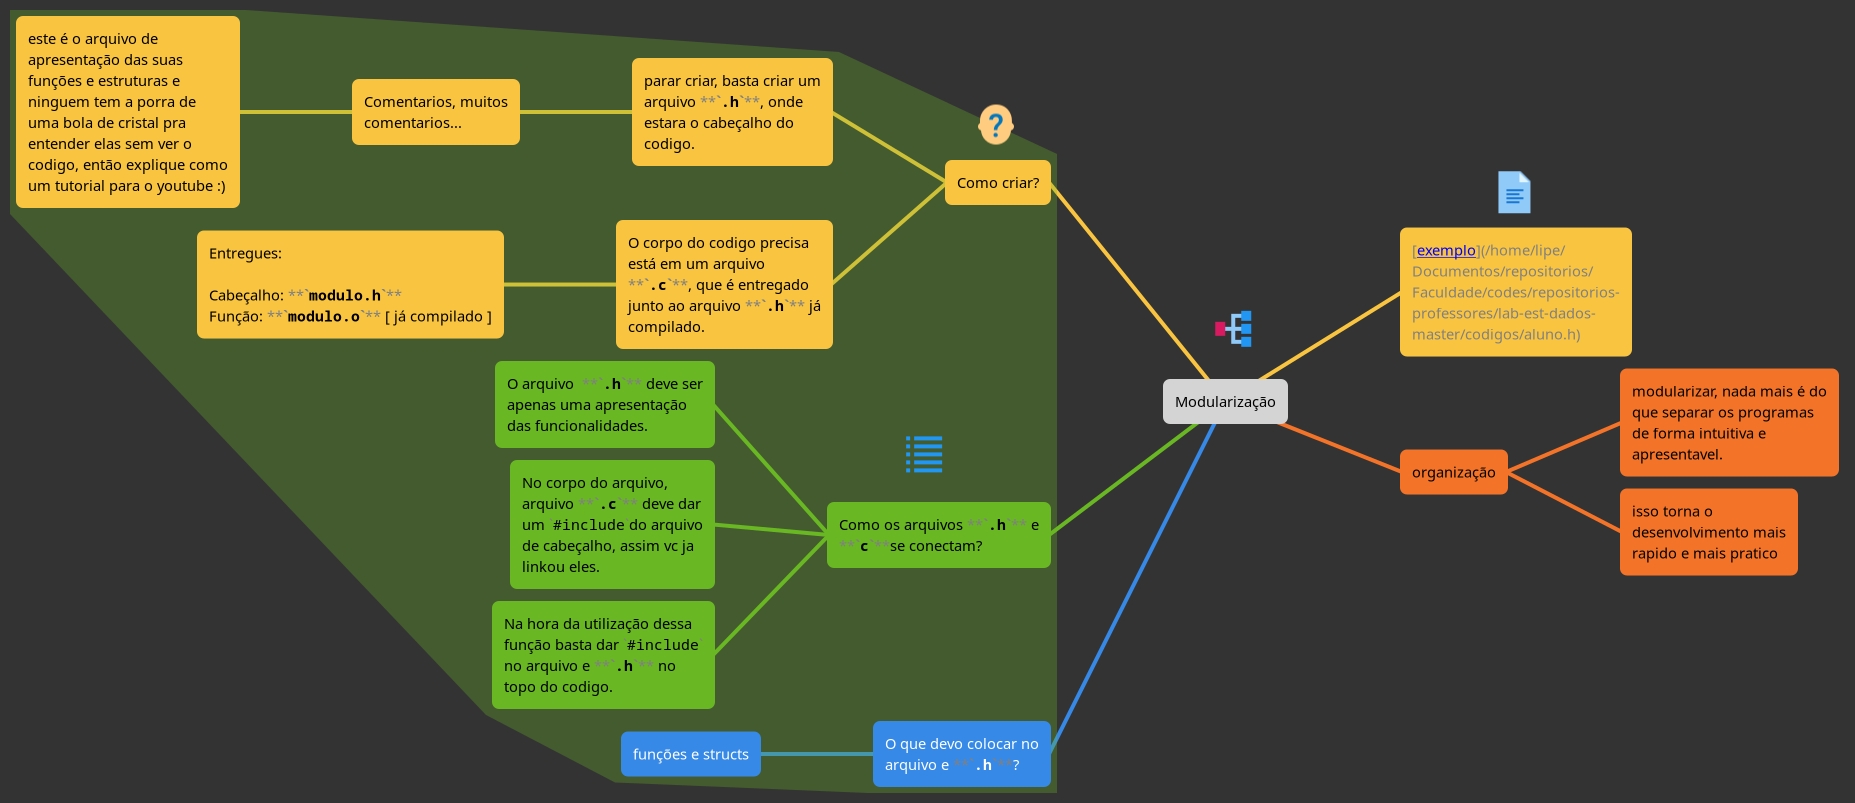 este é o arquivo de
apresentação das suas
funções e estruturas e
ninguem tem a porra de
uma bola de cristal pra
entender elas sem ver o
codigo, então explique como
um tutorial para o youtube :)
Comentarios, muitos
comentarios...
parar criar, basta criar um
arquivo **`.h`**, onde
estara o cabeçalho do
codigo.
?
Como criar?
Entregues:
Cabeçalho: **`modulo.h`**
Função: **`modulo.o`** [ já compilado ]
O corpo do codigo precisa
está em um arquivo
**`.c`**, que é entregado
junto ao arquivo **`.h`** já
compilado.
O arquivo **`.h`** deve ser
apenas uma apresentação
das funcionalidades.
No corpo do arquivo,
arquivo **`.c`** deve dar
um `#include`do arquivo
de cabeçalho, assim vc ja
linkou eles.
Na hora da utilização dessa
função basta dar `#include`
no arquivo e **`.h`** no
topo do codigo.
Como os arquivos **`.h`** e
**`c`**se conectam?
funções e structs
O que devo colocar no
arquivo e **`.h`**?
Modularização
[exemplo](/home/lipe/
Documentos/repositorios/
Faculdade/codes/repositorios-
professores/lab-est-dados-
master/codigos/aluno.h)
organização
modularizar, nada mais é do
que separar os programas
de forma intuitiva e
apresentavel.
isso torna o
desenvolvimento mais
rapido e mais pratico